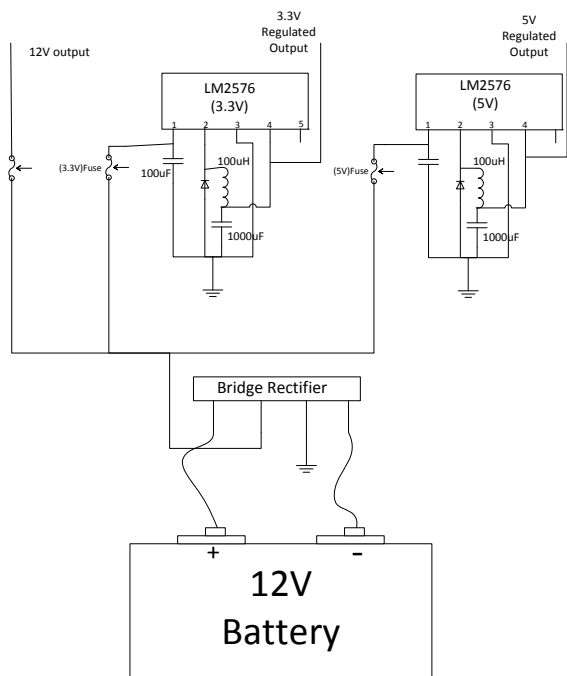 3.3V
Regulated
Output
5V
Regulated
Output
12V output
LM2576
(3.3V)
1 2 3 4 5
LM2576
(5V)
1 2 3 4
(3.3V)Fuse
100uF
100uH
1000uF
(5V)Fuse
100uH
1000uF
Bridge Rectifier
+ -
12V
Battery